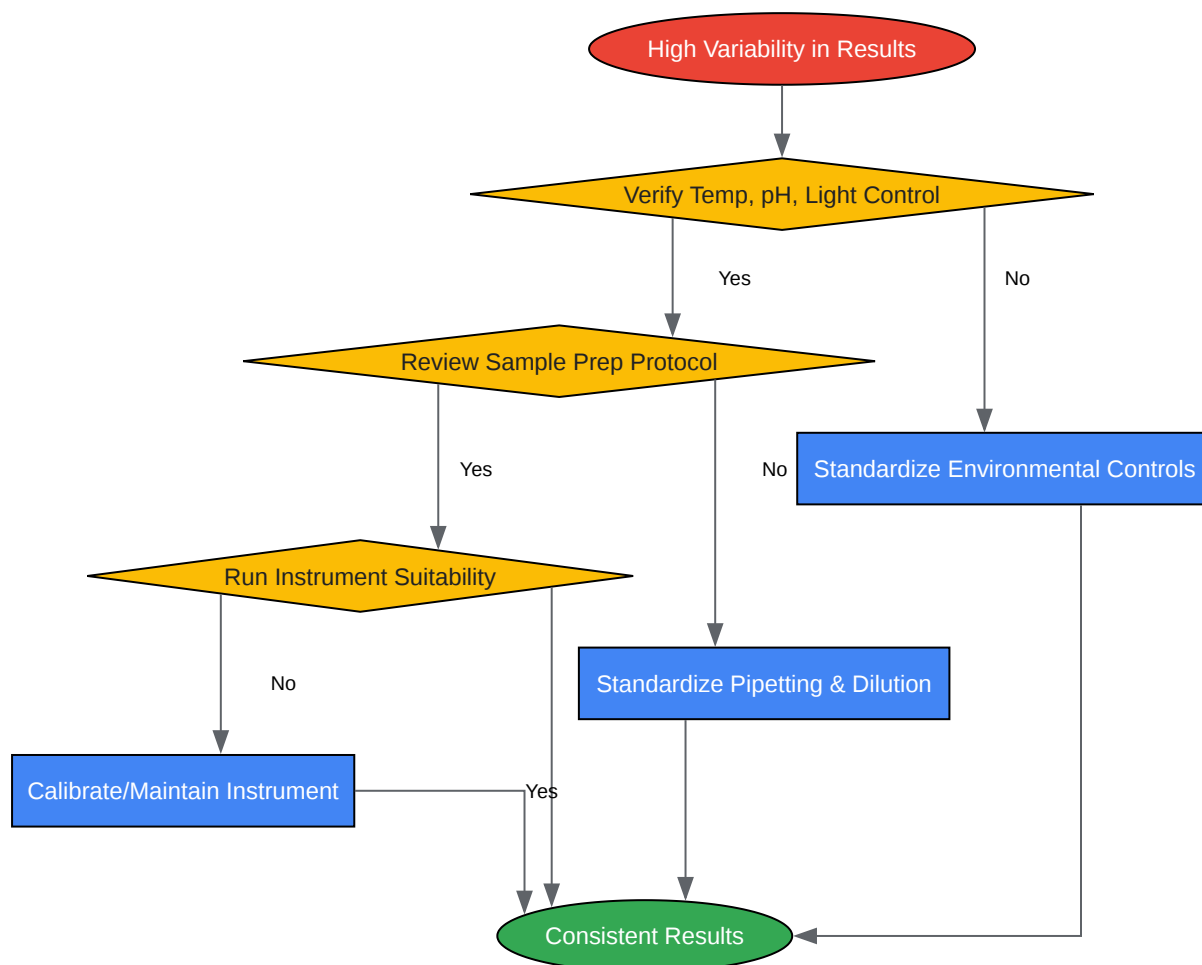 High Variability in Results
Verify Temp, pH, Light Control
Yes
No
Review Sample Prep Protocol
Yes
No
Standardize Environmental Controls
Run Instrument Suitability
No
Standardize Pipetting & Dilution
Calibrate/Maintain Instrument
Yes
Consistent Results